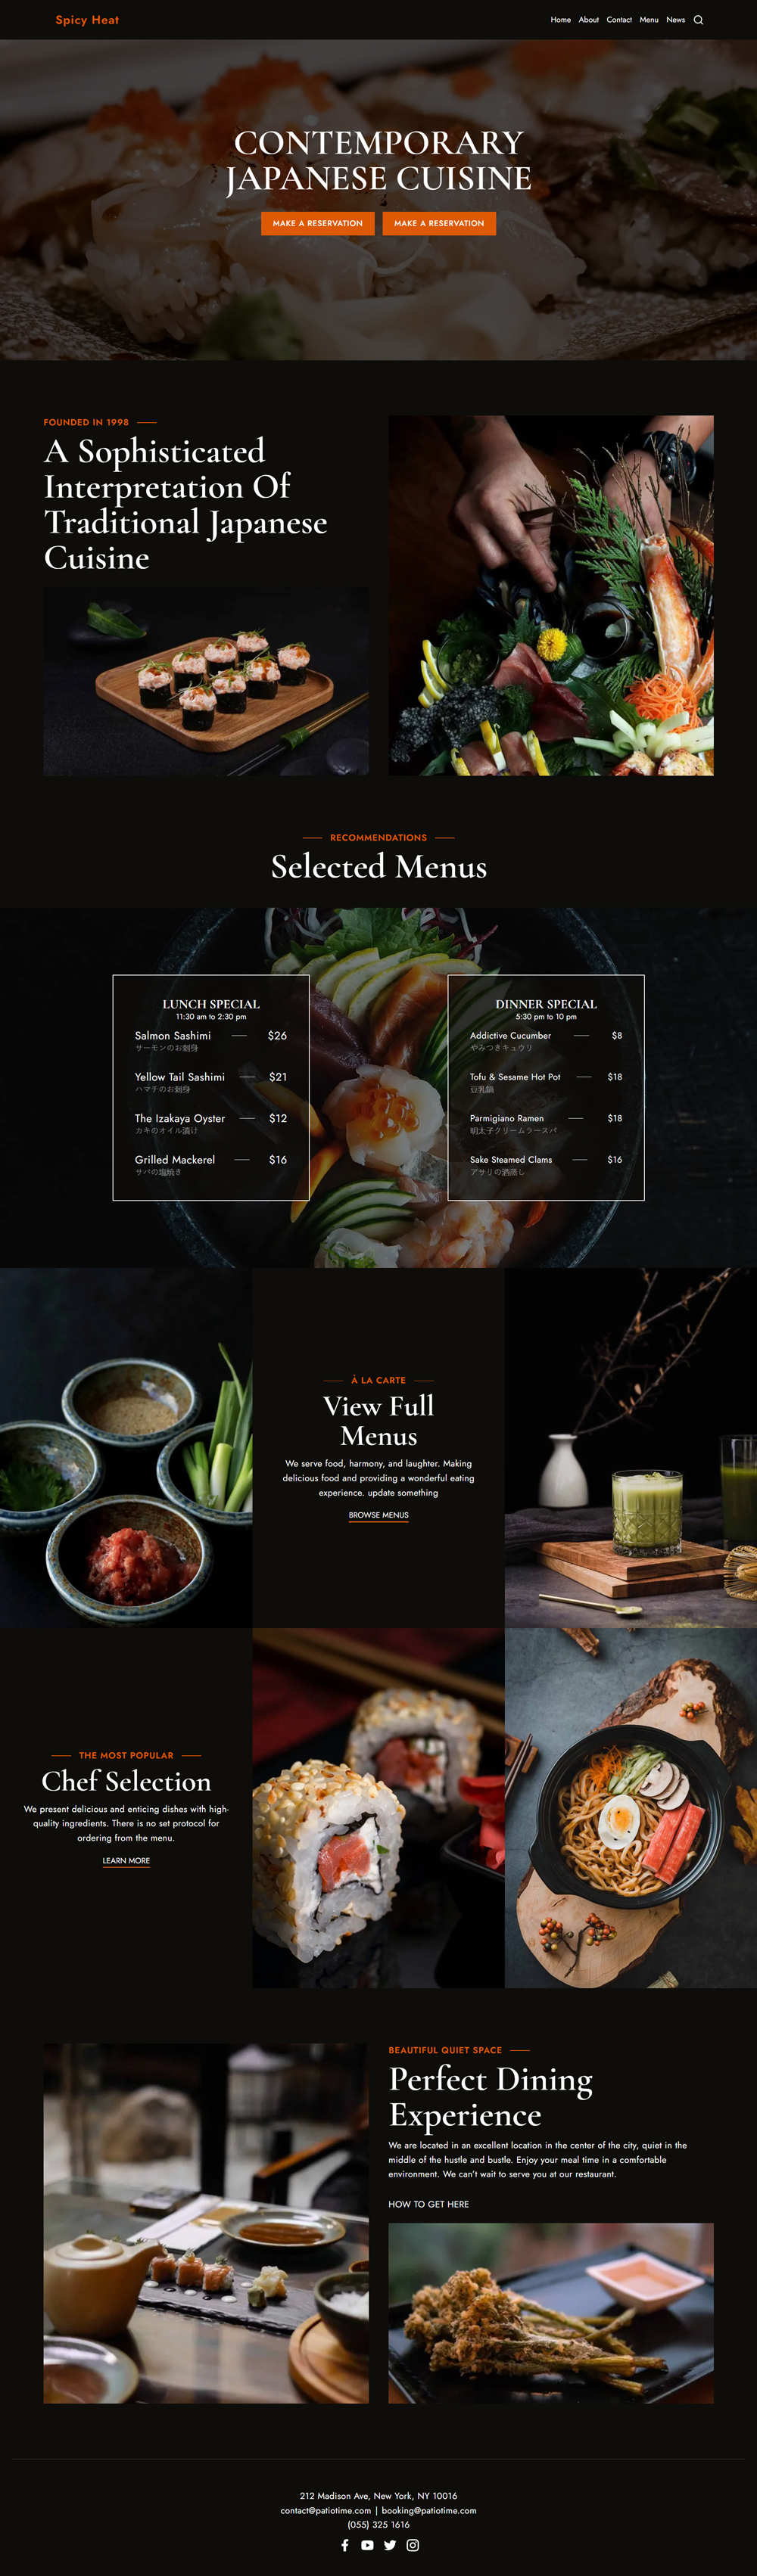 Spicy Heat
Home About Contact Menu News
CONTEMPORARY
JAPANESE CUISINE
MAKE A RESERVATION MAKE A RESERVATION
FOUNDED IN 1998
A Sophisticated
Interpretation Of
Traditional Japanese
Cuisine
RECOMMENDATIONS
Selected Menus
LUNCH SPECIAL
11:30 am to 2:30 pm
Salmon Sashimi $26
サーモンのお刺身
Yellow Tail Sashimi $21
ハマチのお刺身
The Izakaya Oyster $12
カキのオイル漬け
Grilled Mackerel $16
サバの塩焼き
DINNER SPECIAL
5:30 pm to 10 pm
Addictive Cucumber $8
やみつきキュウリ
Tofu & Sesame Hot Pot $18
豆乳鍋
Parmigiano Ramen $18
明太子クリームラースパ
Sake Steamed Clams $16
アサリの酒蒸し
À LA CARTE
View Full
Menus
We serve food, harmony, and laughter. Making
delicious food and providing a wonderful eating
experience. update something
BROWSE MENUS
THE MOST POPULAR
Chef Selection
We present delicious and enticing dishes with high-
quality ingredients. There is no set protocol for
ordering from the menu.
LEARN MORE
BEAUTIFUL QUIET SPACE
Perfect Dining
Experience
We are located in an excellent location in the center of the city, quiet in the
middle of the hustle and bustle. Enjoy your meal time in a comfortable
environment. We can't wait to serve you at our restaurant.
HOW TO GET HERE
212 Madison Ave, New York, NY 10016
contact@patiotime.com | booking@patiotime.com
(055) 325 1616